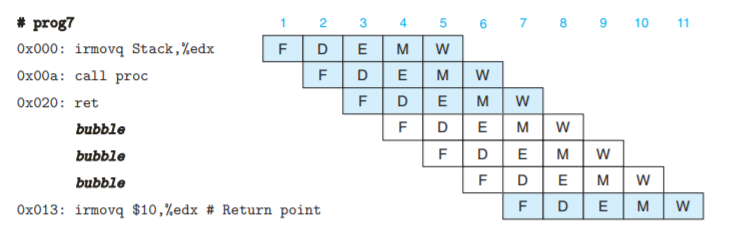 # prog7 1 2 3 4 5 6 7 8 9 10 11
0x000: irmovq Stack,%edx F D E M W
0x00a: call proc F D E M W
0x020: ret F D E M W
bubble F D E M W
bubble F D E M W
bubble F D E M W
0x013: irmovq $10,%edx # Return point F D E M W